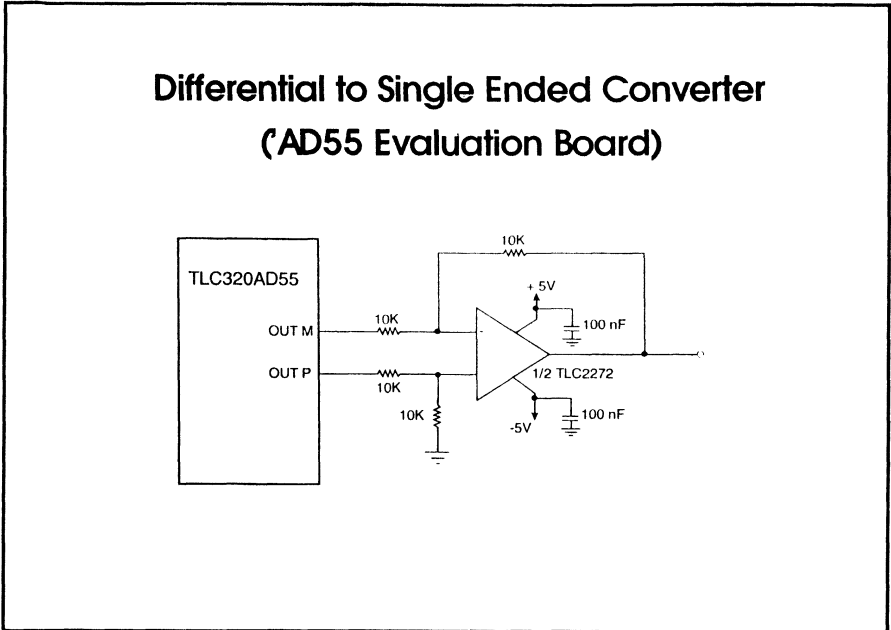 Differential to Single Ended Converter
('AD55 Evaluation Board)
10K
TLC320AD55
+ 5V
10K
100 nF
OUT M
-
OUT P
1/2 TLC2272
10K
10K
100 nF
-5V